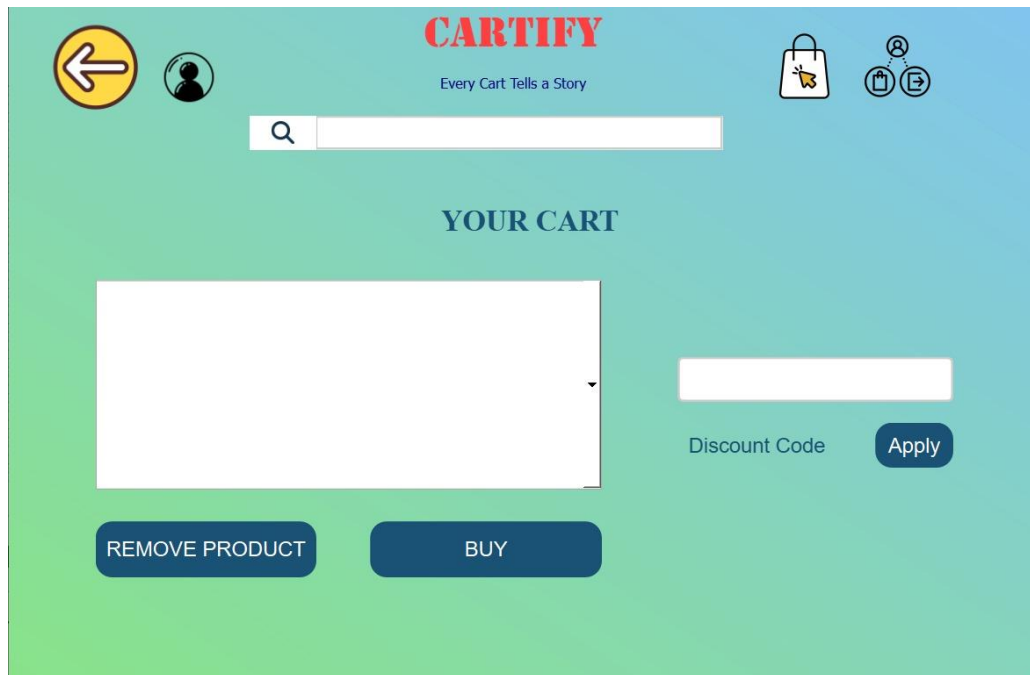 CARTIFY
Every Cart Tells a Story
YOUR CART
Discount Code
Apply
REMOVE PRODUCT
BUY